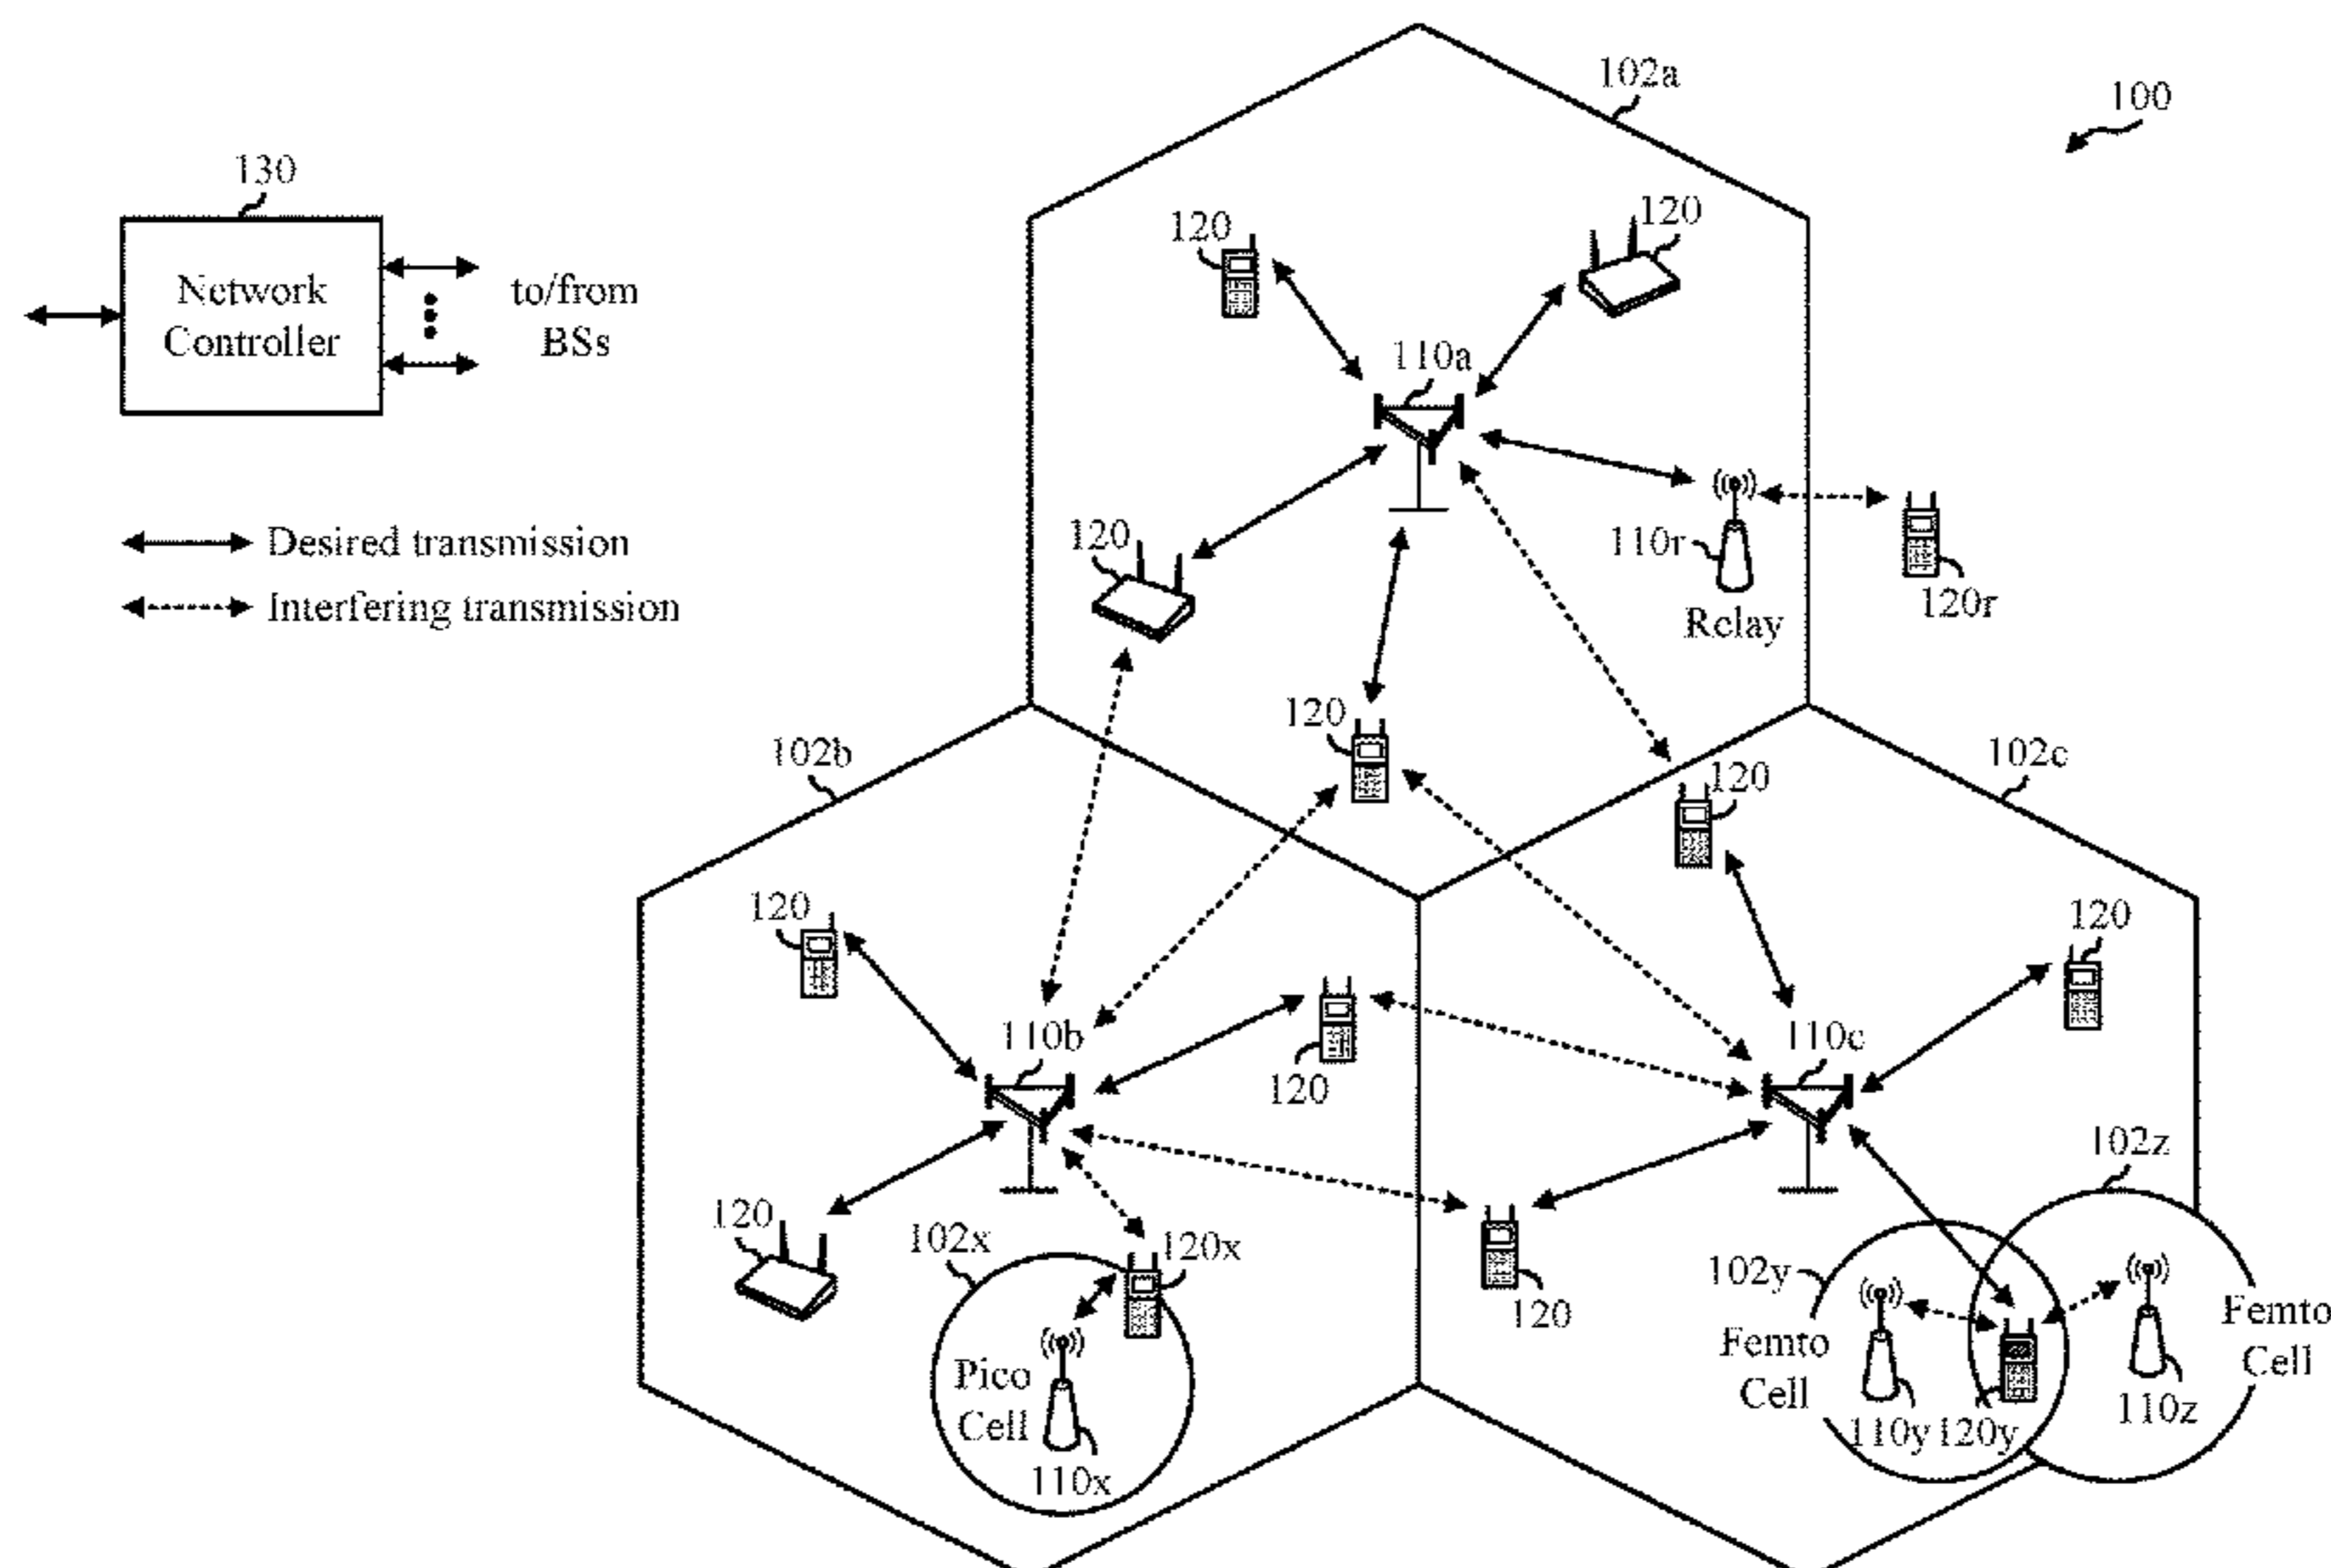 102a
100
130
120
120
Network
Controller
to/from
BSs
110a
Desired transmission
Interfering transmission
120
110r
Relay
120r
120
102b
120
102c
120
120
110b
120
110c
102z
120
102x
120x
120
102y
Femto
Cell
Femto
Cell
Pico
Cell
110x
110y
120y
110z